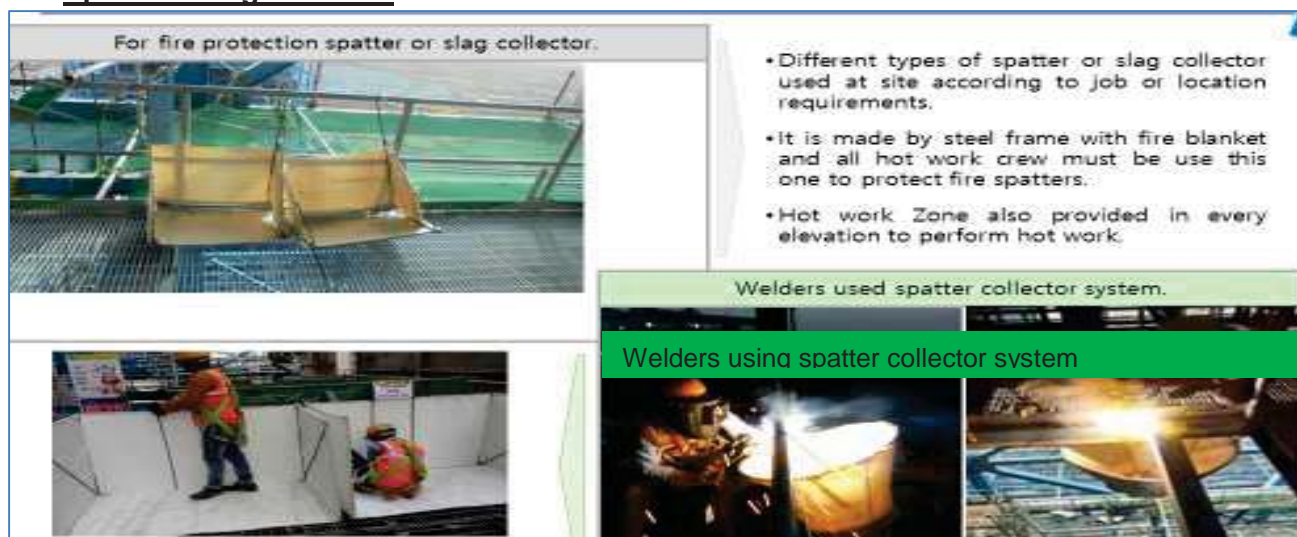 For fire protection spatter or slag collector.
• Different types of spatter or slag collector
used at site according to job or location
requirements.
• It is made by steel frame with fire blanket
and all hot work crew must be use this
one to protect fire spatters.
• Hot work Zone also provided in every
elevation to perform hot work.
Welders used spatter collector system.
Welders using spatter collector system